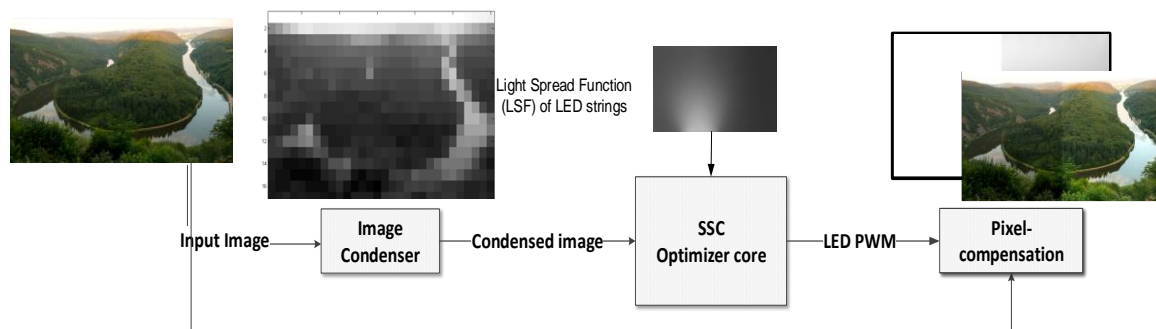 Light Spread Function
(LSF) of LED strings
Input Image
Image
Condenser
Condensed image
SSC
Optimizer core
LED PWM
Pixel-
compensation